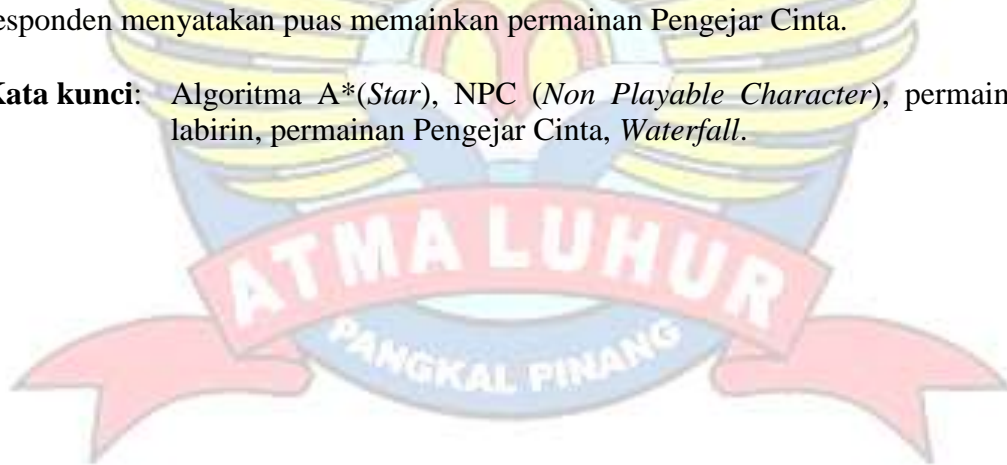 esponden menyatakan puas memainkan permainan Pengejar Cinta.
Kata kunci: Algoritma A*(Star), NPC (Non Playable Character), permain
labirin, permainan Pengejar Cinta, Waterfall.
ATMA LUHUR
PANGKAL PINANG